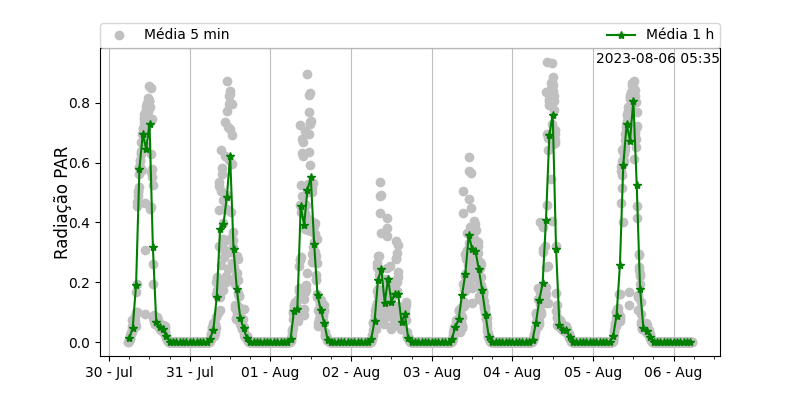 Média 5 min
Média 1 h
2023-08-06 05:35
Radiação PAR
0.8
0.6
0.4
0.2
0.0
30 - Jul
31 - Jul
01 - Aug
02 - Aug
03 - Aug
04 - Aug
05 - Aug
06 - Aug